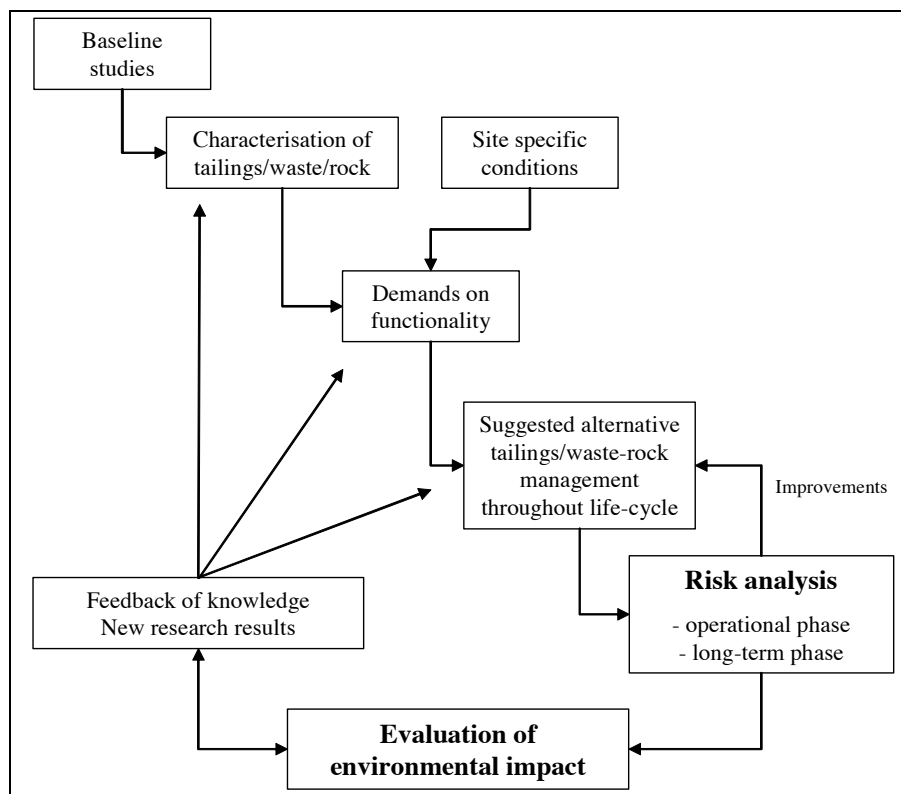 Baseline
studies
Characterisation of
tailings/waste/rock
Site specific
conditions
Demands on
functionality
Suggested alternative
tailings/waste-rock
management
throughout life-cycle
Improvements
Risk analysis
- operational phase
- long-term phase
Feedback of knowledge
New research results
Evaluation of
environmental impact